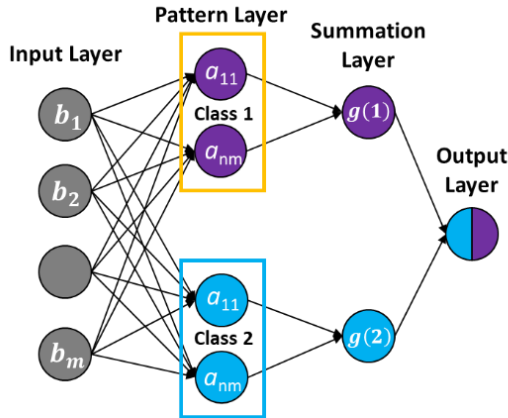 Pattern Layer
Input Layer
Summation
Layer
Output
Layer
b1
b2
bm
a11
Class 1
anm
a11
Class 2
anm
g(1)
g(2)